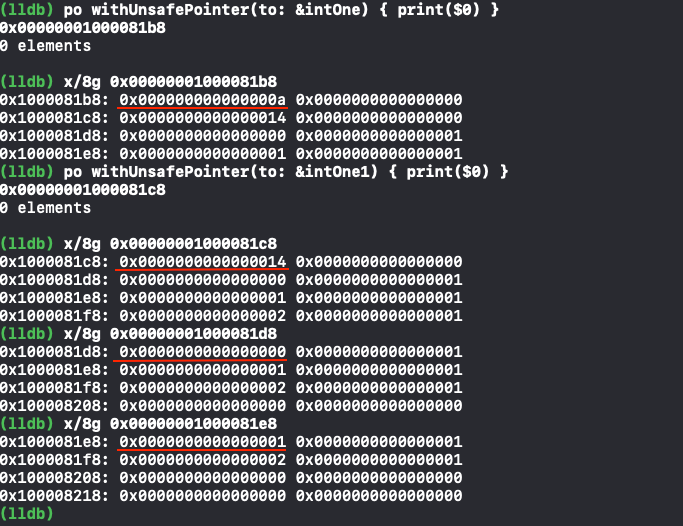 (lldb) po withUnsafePointer(to: &intOne) { print($0) }
0x00000001000081b8
0 elements
(lldb) x/8g 0x00000001000081b8
0x1000081b8: 0x000000000000000a 0x0000000000000000
0x1000081c8: 0x0000000000000014 0x0000000000000000
0x1000081d8: 0x0000000000000000 0x0000000000000001
0x1000081e8: 0x0000000000000001 0x0000000000000001
(lldb) po withUnsafePointer(to: &intOne1) { print($0) }
0x00000001000081c8
0 elements
(lldb) x/8g 0x00000001000081c8
0x1000081c8: 0x0000000000000014 0x0000000000000000
0x1000081d8: 0x0000000000000000 0x0000000000000001
0x1000081e8: 0x0000000000000001 0x0000000000000001
0x1000081f8: 0x0000000000000002 0x0000000000000001
(lldb) x/8g 0x00000001000081d8
0x1000081d8: 0x0000000000000000 0x0000000000000001
0x1000081e8: 0x0000000000000001 0x0000000000000001
0x1000081f8: 0x0000000000000002 0x0000000000000001
0x100008208: 0x0000000000000000 0x0000000000000000
(lldb) x/8g 0x00000001000081e8
0x1000081e8: 0x0000000000000001 0x0000000000000001
0x1000081f8: 0x0000000000000002 0x0000000000000001
0x100008208: 0x0000000000000000 0x0000000000000000
0x100008218: 0x0000000000000000 0x0000000000000000
(lldb)